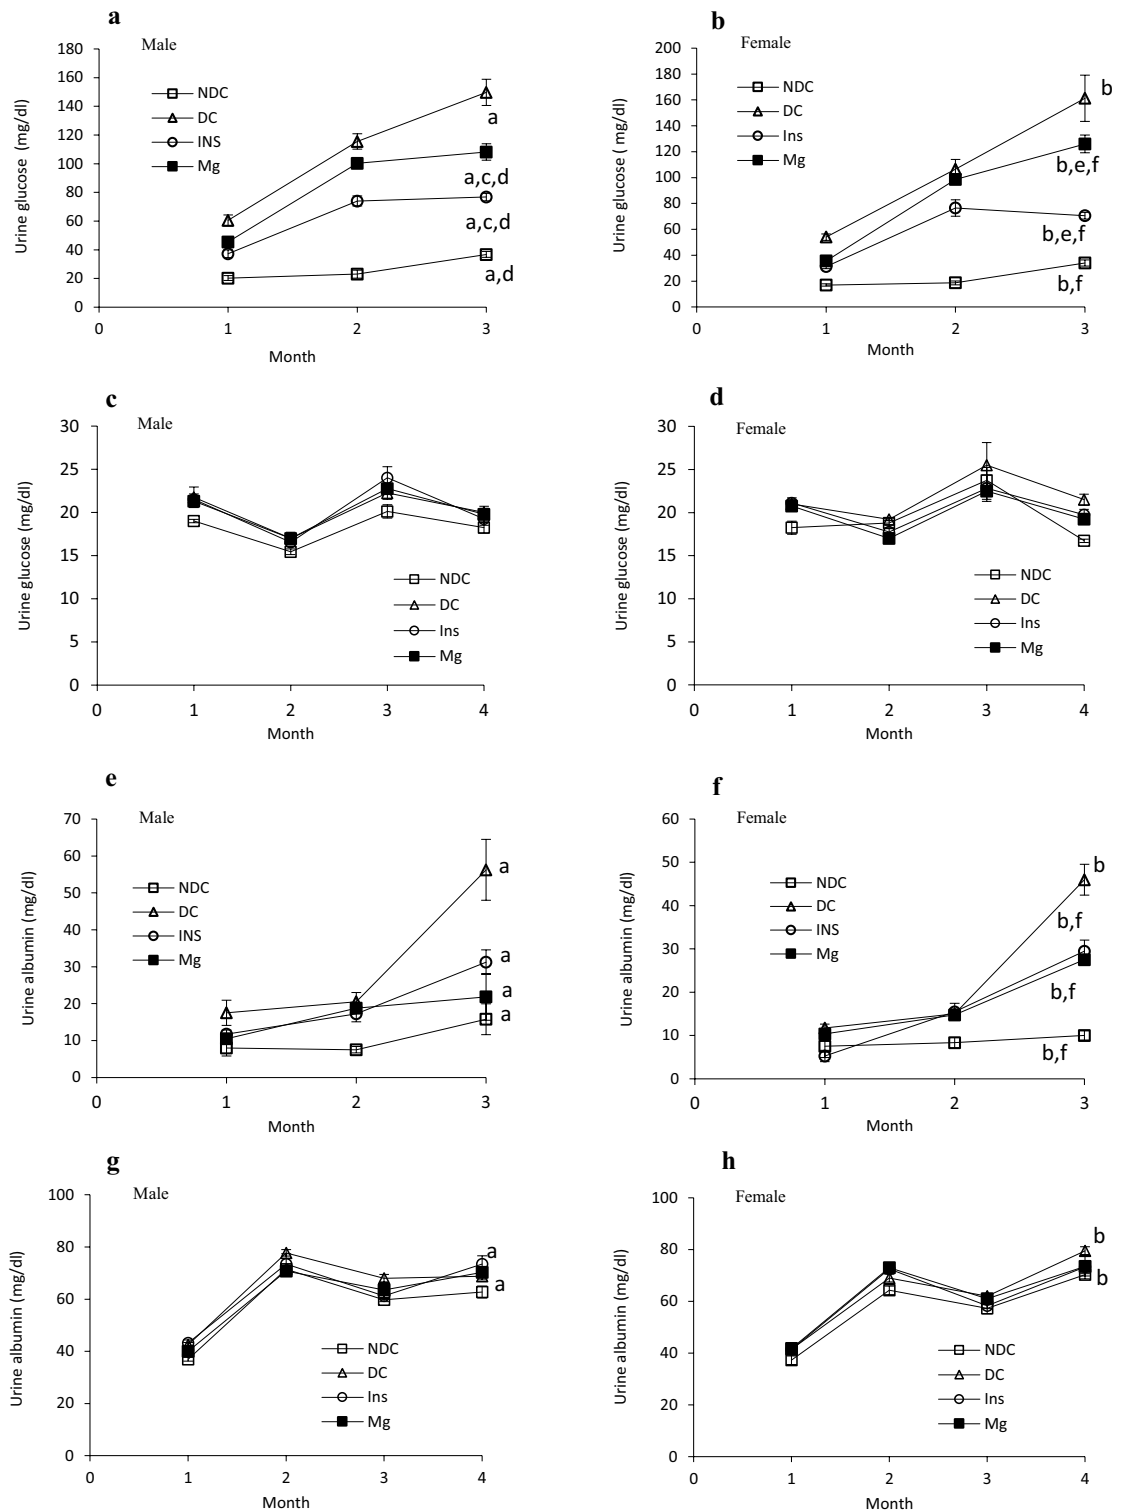 a
Male
180
160
140
120
100
80
60
40
20
0
Urine glucose (mg/dl)
NDC
DC
INS
Mg
a
a,c,d
a,c,d
a,d
0 1 2 3
Month
b
Female
200
180
160
140
120
100
80
60
40
20
0
Urine glucose ( mg/dl)
NDC
DC
Ins
Mg
b
b,e,f
b,e,f
b,f
0 1 2 3
Month
c
Male
30
25
20
15
10
5
0
Urine glucose (mg/dl)
NDC
DC
Ins
Mg
0 1 2 3 4
Month
d
Female
30
25
20
15
10
5
0
Urine glucose (mg/dl)
NDC
DC
Ins
Mg
0 1 2 3 4
Month
e
Male
70
60
50
40
30
20
10
0
Urine albumin (mg/dl)
NDC
DC
INS
Mg
a
a
a
a
0 1 2 3
Month
f
Female
60
50
40
30
20
10
0
Urine albumin (mg/dl)
NDC
DC
INS
Mg
b
b,f
b,f
b,f
0 1 2 3
Month
g
Male
100
80
60
40
20
0
Urine albumin (mg/dl)
a
a
NDC
DC
Ins
Mg
0 1 2 3 4
Month
h
Female
100
80
60
40
20
0
Urine albumin (mg/dl)
b
b
NDC
DC
Ins
Mg
0 1 2 3 4
Month